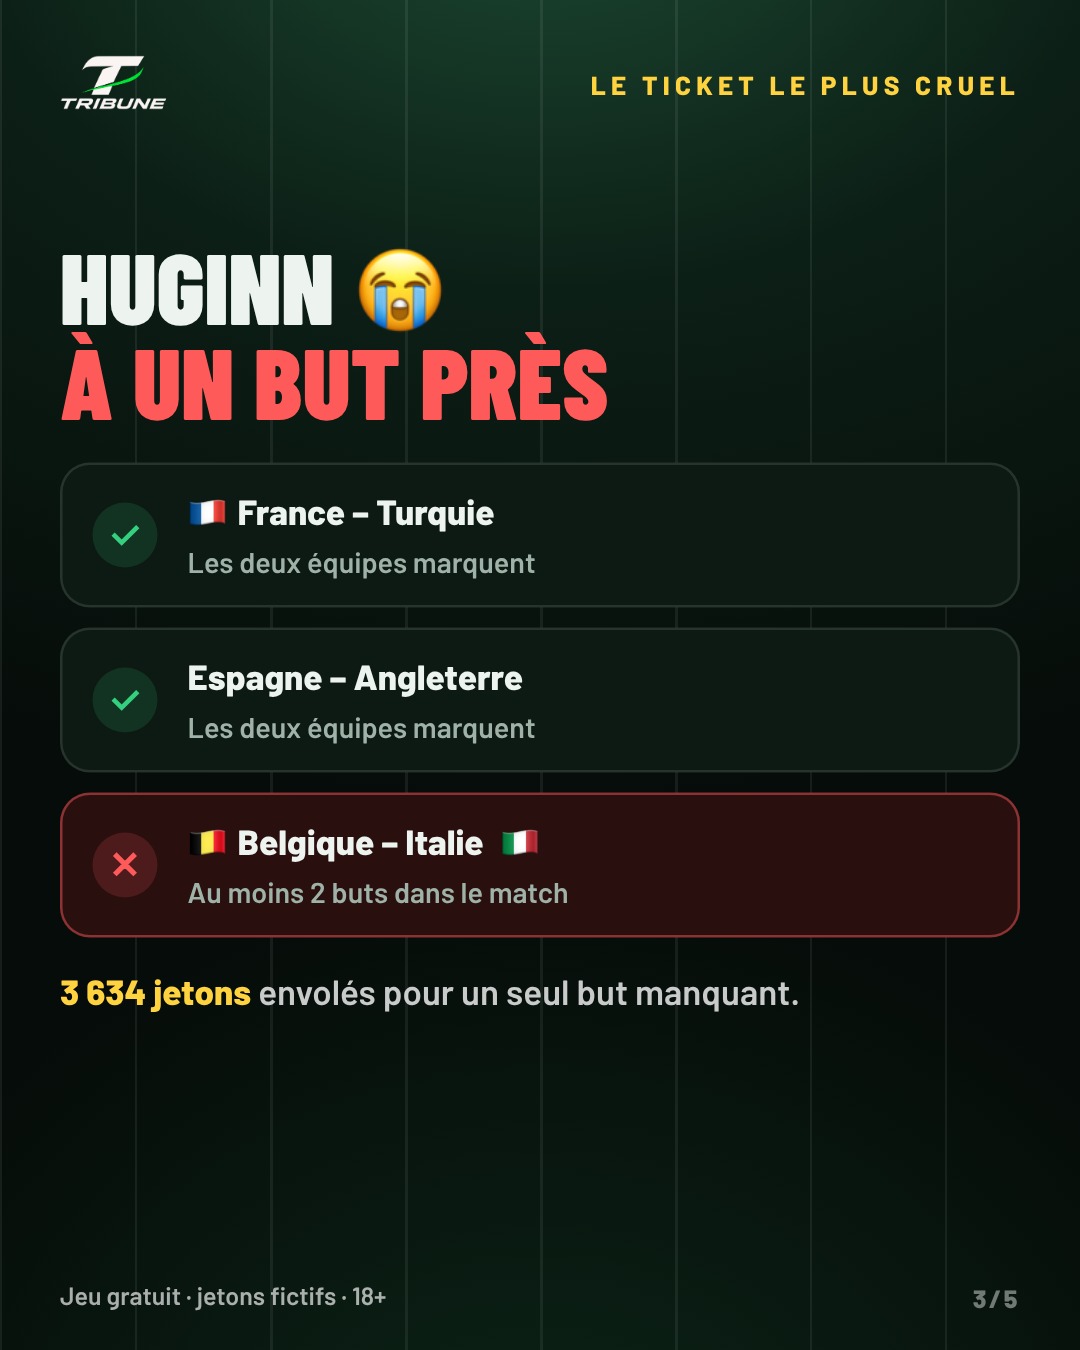 TRIBUNE
LE TICKET LE PLUS CRUEL
HUGINN 😭
À UN BUT PRÈS
🇫🇷 France – Turquie
Les deux équipes marquent
Espagne – Angleterre
Les deux équipes marquent
🇧🇪 Belgique – Italie 🇮🇹
Au moins 2 buts dans le match
3 634 jetons envolés pour un seul but manquant.
Jeu gratuit · jetons fictifs · 18+
3/5